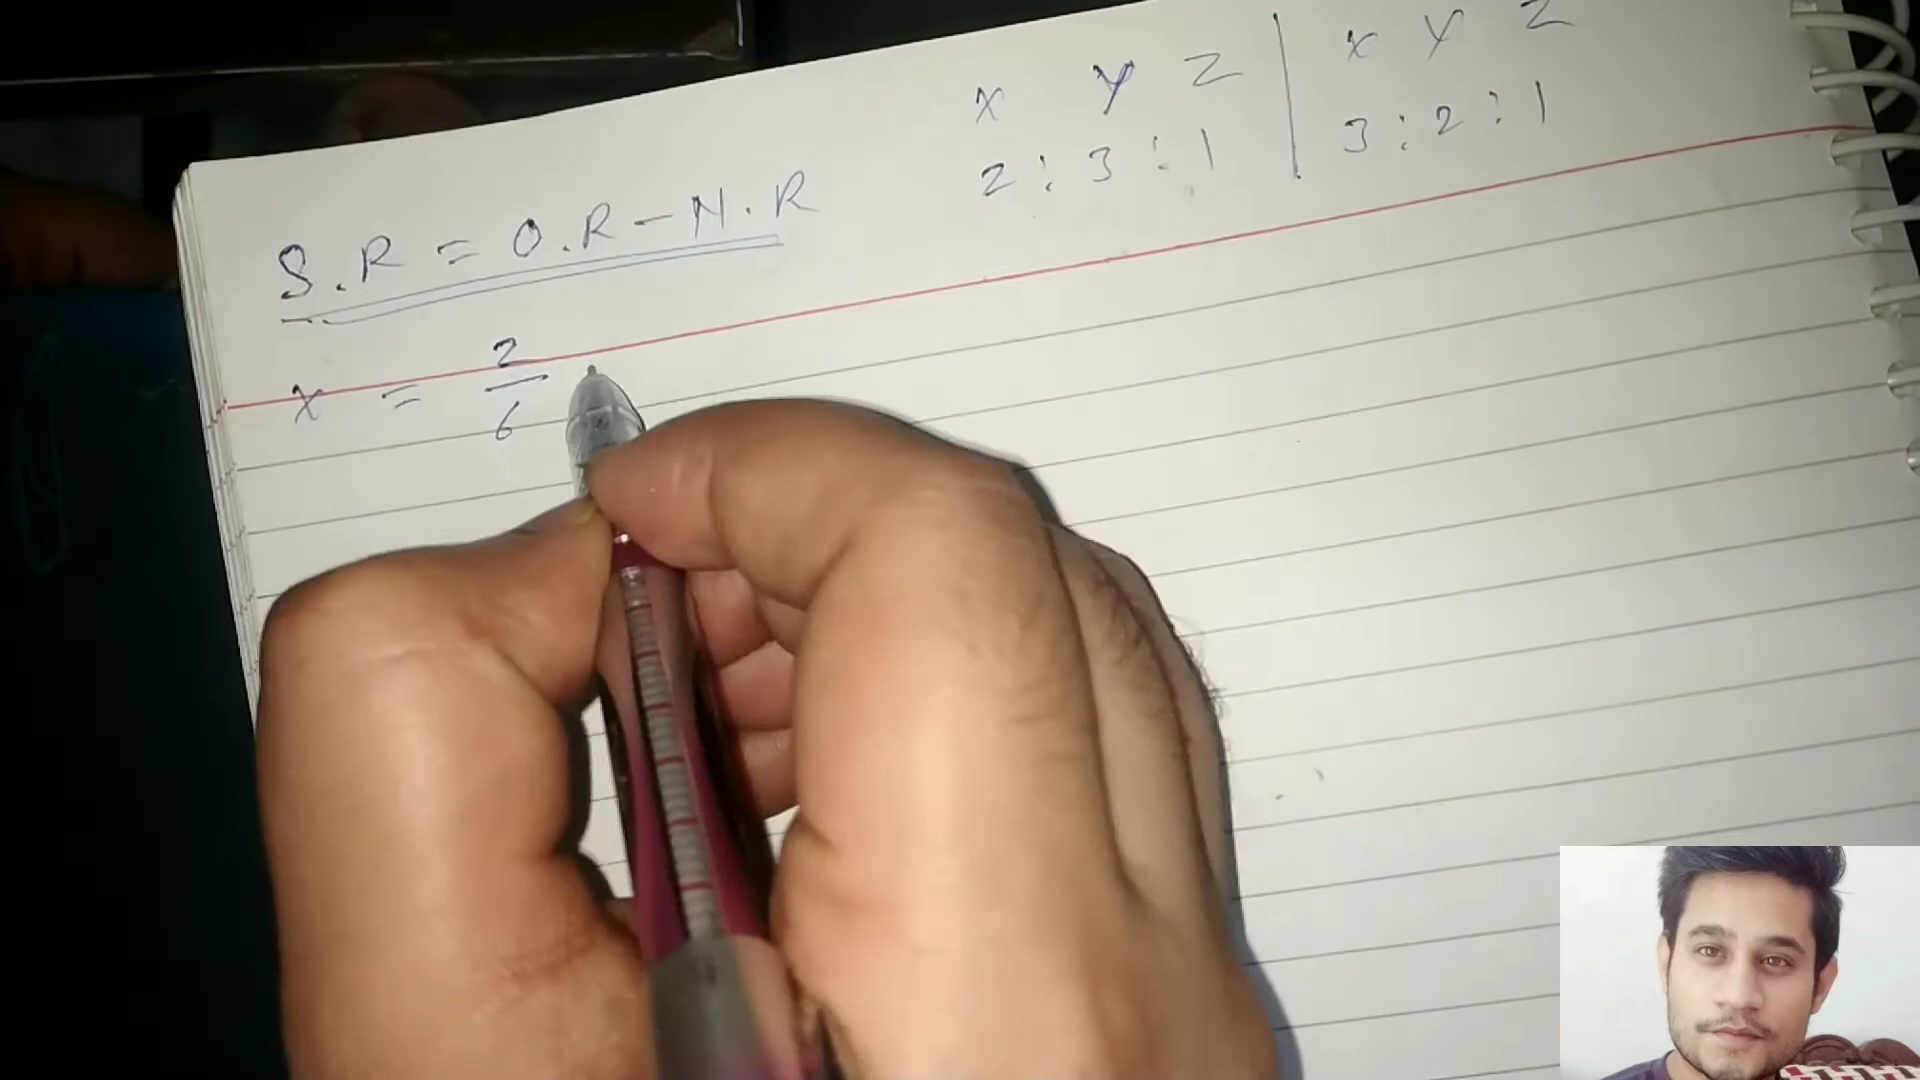 x y z | x y z
2 : 3 : 1 | 3 : 2 : 1
S.R = O.R - N.R
x = 2/6